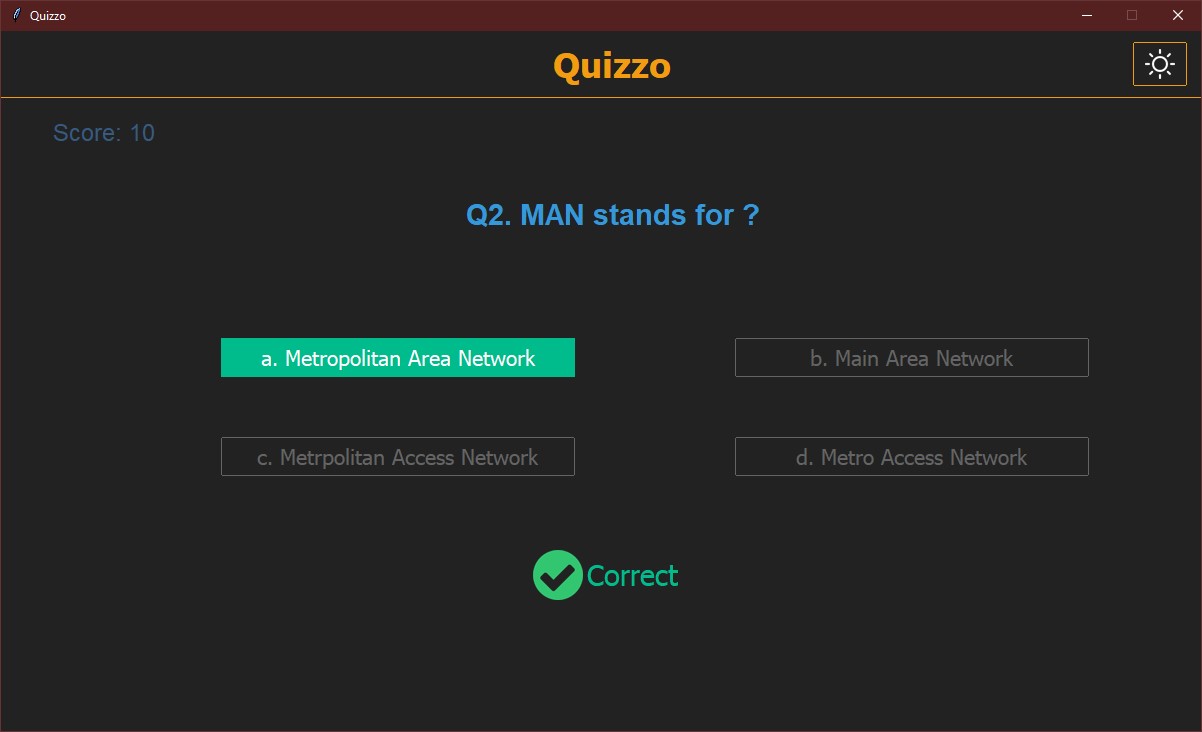 Quizzo
Quizzo
Score: 10
Q2. MAN stands for ?
a. Metropolitan Area Network
b. Main Area Network
c. Metrpolitan Access Network
d. Metro Access Network
Correct